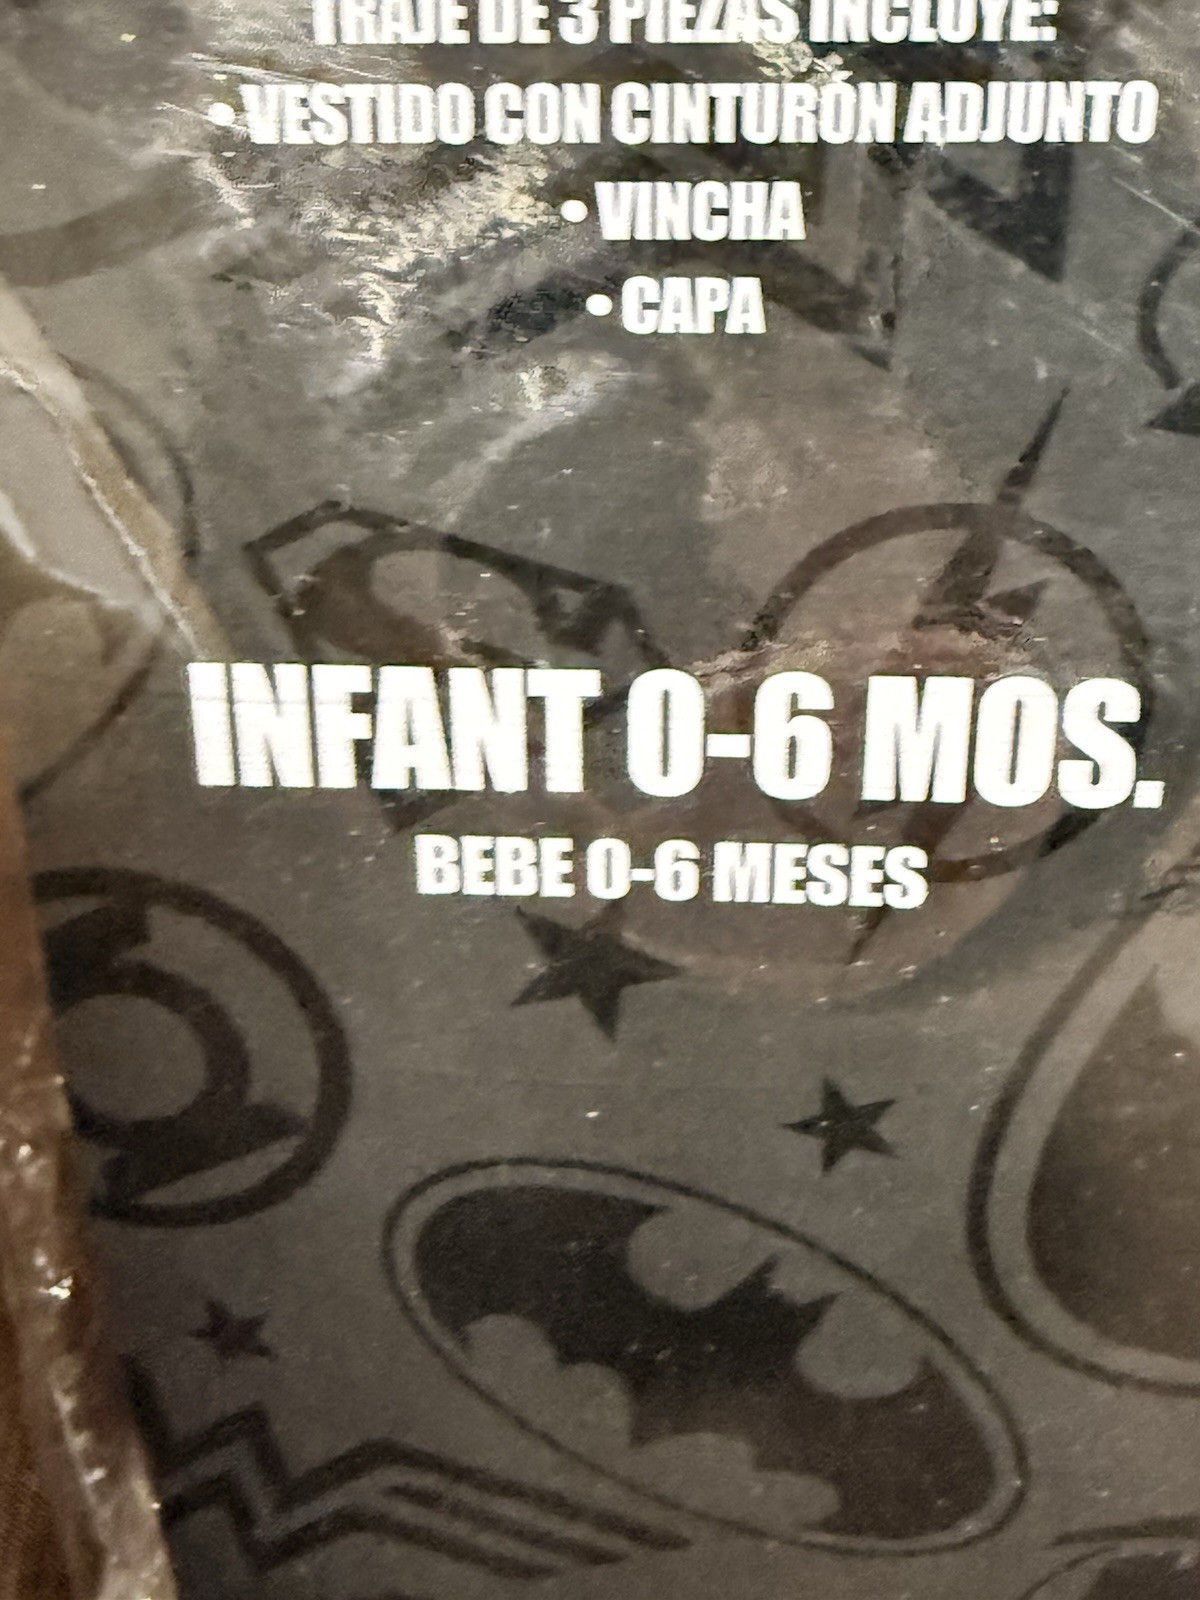 TRAJE DE 3 PIEZAS INCLUYE:
• VESTIDO CON CINTURÓN ADJUNTO
• VINCHA
• CAPA
INFANT 0-6 MOS.
BEBE 0-6 MESES